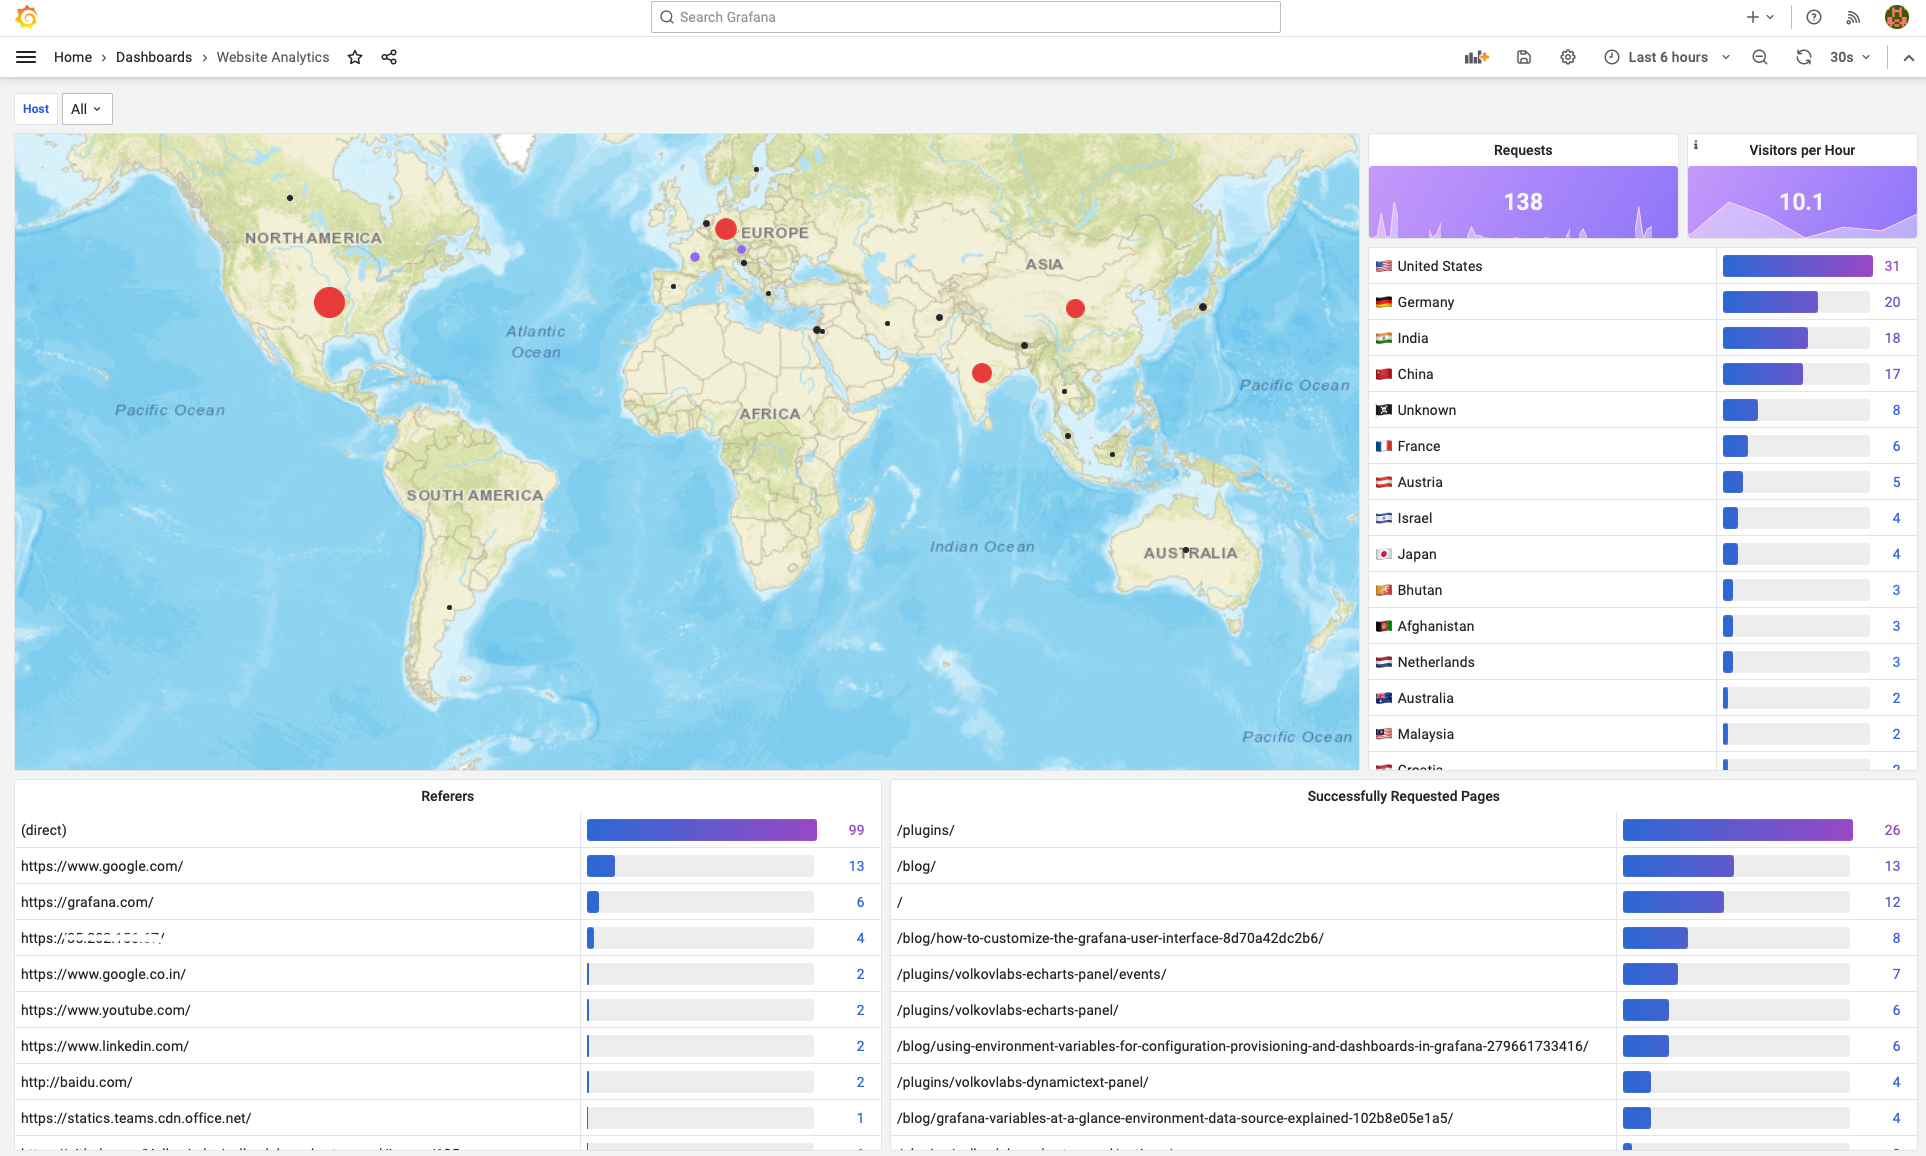 Search Grafana
Home › Dashboards › Website Analytics
Last 6 hours
30s
Host
All
NORTH AMERICA
EUROPE
ASIA
Atlantic
Ocean
Pacific Ocean
Pacific Ocean
AFRICA
SOUTH AMERICA
Indian Ocean
AUSTRALIA
Pacific Ocean
Requests
138
Visitors per Hour
10.1
United States 31
Germany 20
India 18
China 17
Unknown 8
France 6
Austria 5
Israel 4
Japan 4
Bhutan 3
Afghanistan 3
Netherlands 3
Australia 2
Malaysia 2
Croatia 2
Referers
(direct) 99
https://www.google.com/ 13
https://grafana.com/ 6
https:// 4
https://www.google.co.in/ 2
https://www.youtube.com/ 2
https://www.linkedin.com/ 2
http://baidu.com/ 2
https://statics.teams.cdn.office.net/ 1
Successfully Requested Pages
/plugins/ 26
/blog/ 13
/ 12
/blog/how-to-customize-the-grafana-user-interface-8d70a42dc2b6/ 8
/plugins/volkovlabs-echarts-panel/events/ 7
/plugins/volkovlabs-echarts-panel/ 6
/blog/using-environment-variables-for-configuration-provisioning-and-dashboards-in-grafana-279661733416/ 6
/plugins/volkovlabs-dynamictext-panel/ 4
/blog/grafana-variables-at-a-glance-environment-data-source-explained-102b8e05e1a5/ 4